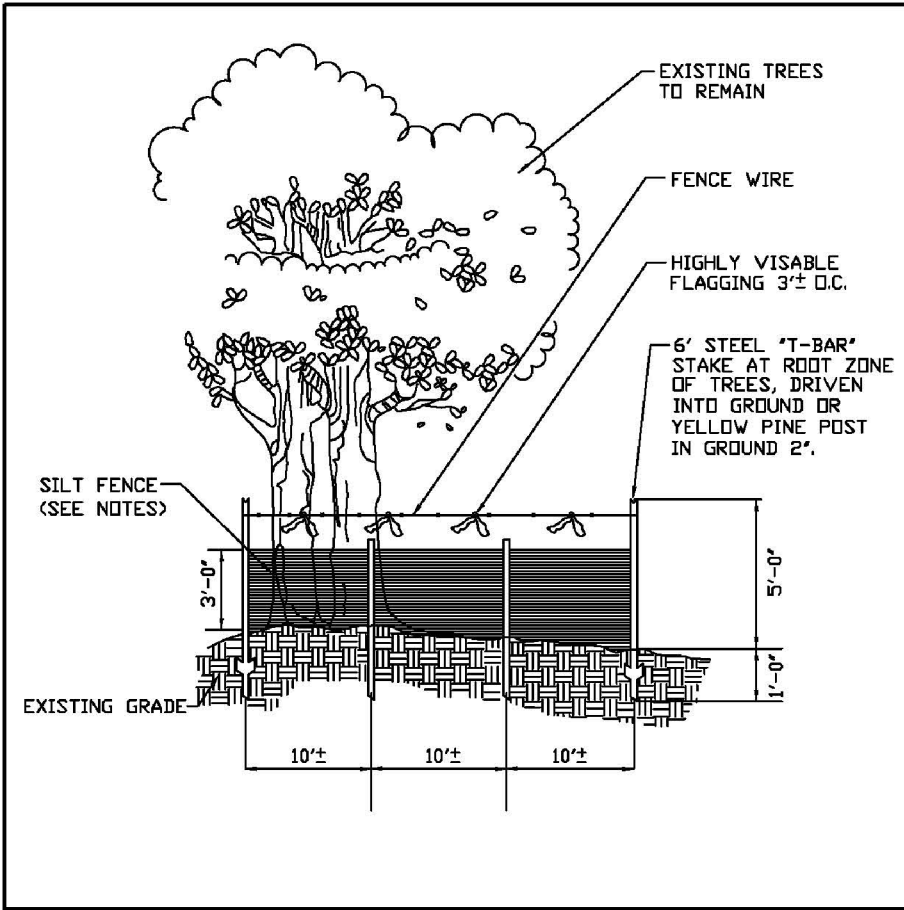 EXISTING TREES
TO REMAIN
FENCE WIRE
HIGHLY VISABLE
FLAGGING 3'± O.C.
6' STEEL "T-BAR"
STAKE AT ROOT ZONE
OF TREES, DRIVEN
INTO GROUND OR
YELLOW PINE POST
IN GROUND 2".
SILT FENCE
(SEE NOTES)
3'-0"
5'-0"
1'-0"
EXISTING GRADE
10'±
10'±
10'±